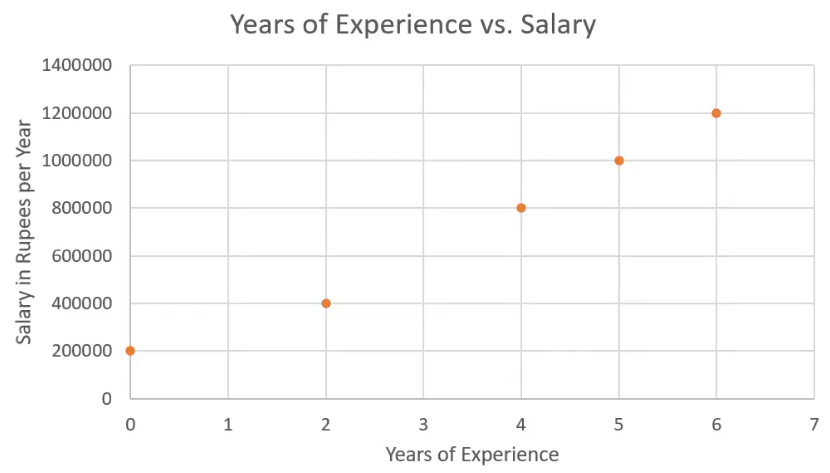 Years of Experience vs. Salary
Salary in Rupees per Year
1400000
1200000
1000000
800000
600000
400000
200000
0
0 1 2 3 4 5 6 7
Years of Experience